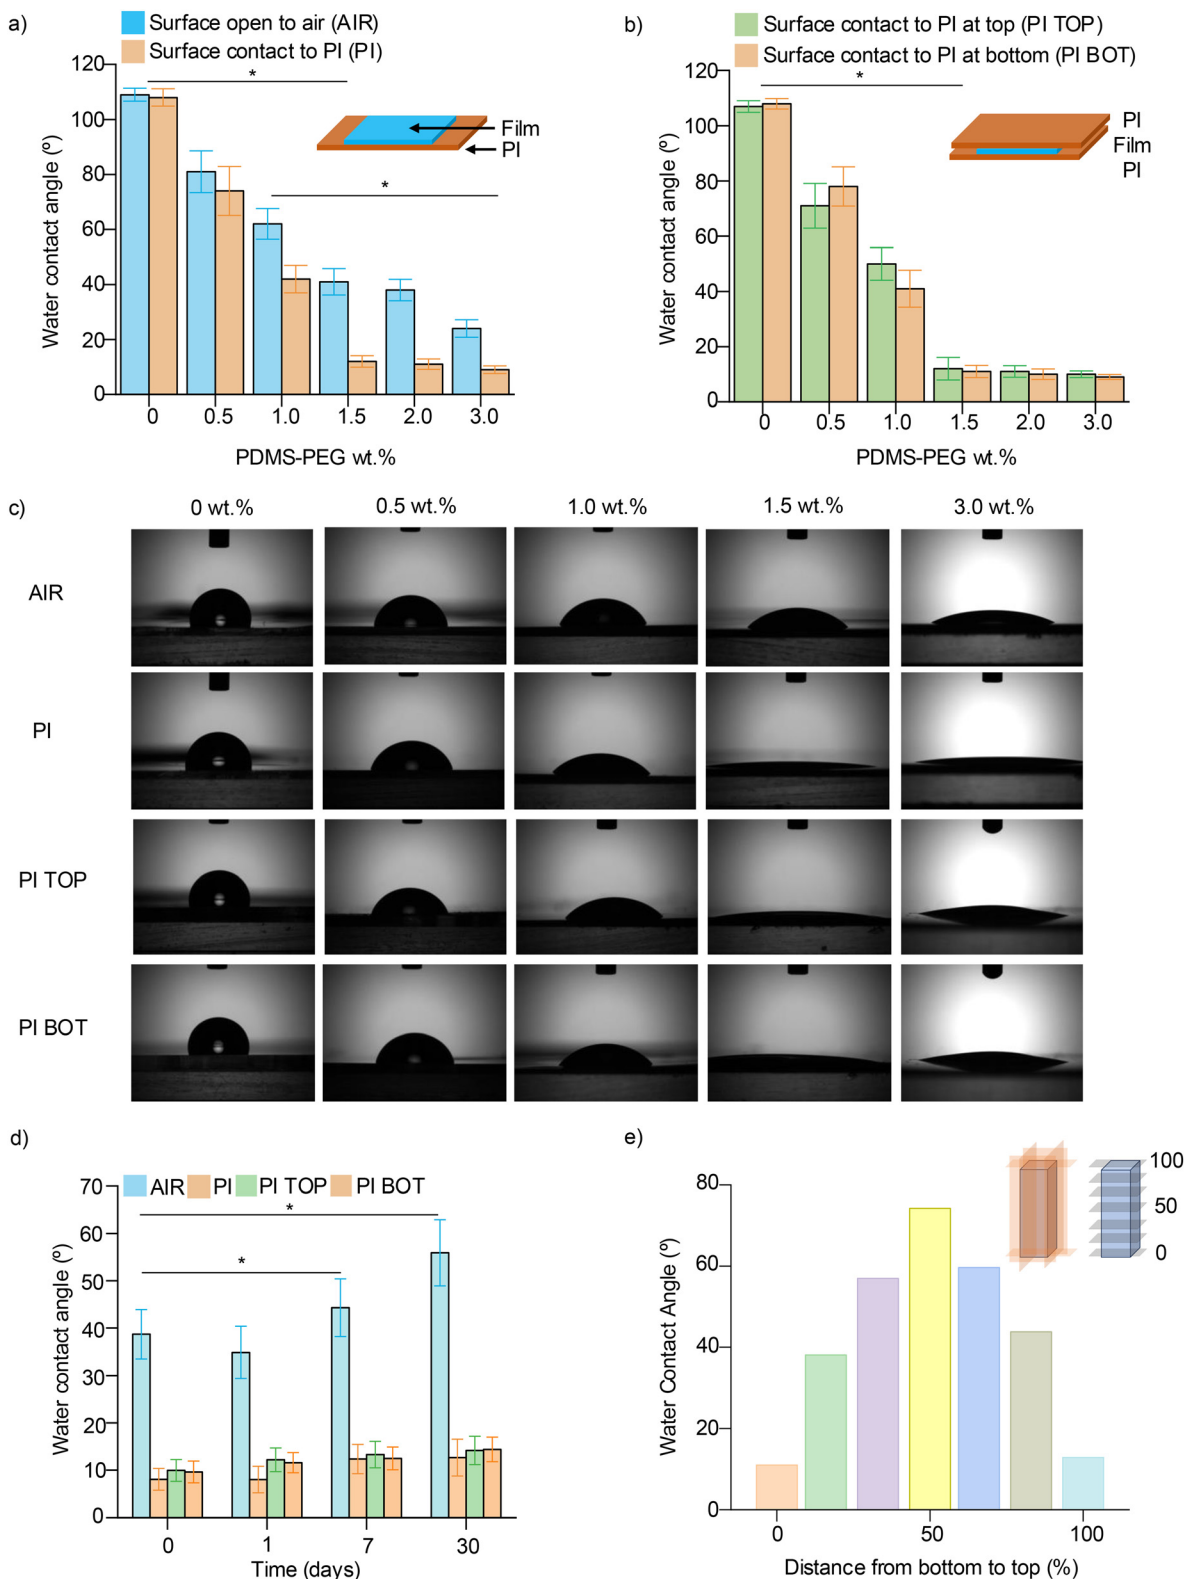 a)
Surface open to air (AIR)
Surface contact to PI (PI)
Water contact angle (º)
120
100
80
60
40
20
0
*
*
Film
PI
0 0.5 1.0 1.5 2.0 3.0
PDMS-PEG wt.%
b)
Surface contact to PI at top (PI TOP)
Surface contact to PI at bottom (PI BOT)
Water contact angle (º)
120
100
80
60
40
20
0
*
PI
Film
PI
0 0.5 1.0 1.5 2.0 3.0
PDMS-PEG wt.%
c)
0 wt.% 0.5 wt.% 1.0 wt.% 1.5 wt.% 3.0 wt.%
AIR
PI
PI TOP
PI BOT
d)
AIR PI PI TOP PI BOT
Water contact angle (º)
70
60
50
40
30
20
10
0
*
*
0 1 7 30
Time (days)
e)
Water Contact Angle (º)
80
60
40
20
0
100
50
0
0 50 100
Distance from bottom to top (%)